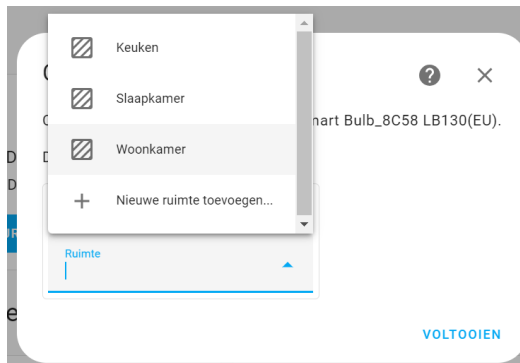 Keuken
Slaapkamer
mart Bulb_8C58 LB130(EU).
Woonkamer
Nieuwe ruimte toevoegen...
Ruimte
VOLTOOIEN